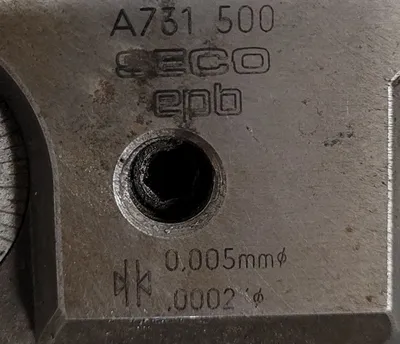 A731 500
SECO
epb
0,005mmφ
.0002"φ